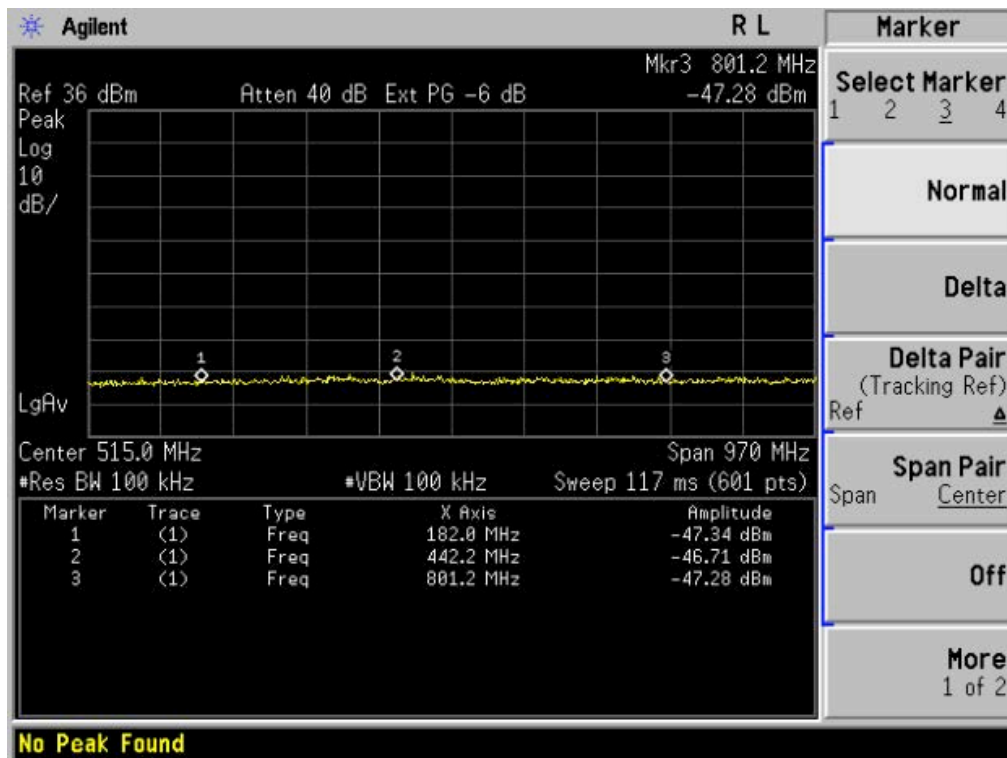 Agilent
R L
Mkr3 801.2 MHz
Ref 36 dBm Atten 40 dB Ext PG -6 dB -47.28 dBm
Peak
Log
10
dB/
1 2 3
LgAv
Center 515.0 MHz Span 970 MHz
#Res BW 100 kHz #VBW 100 kHz Sweep 117 ms (601 pts)
Marker Trace Type X Axis Amplitude
1 (1) Freq 182.0 MHz -47.34 dBm
2 (1) Freq 442.2 MHz -46.71 dBm
3 (1) Freq 801.2 MHz -47.28 dBm
No Peak Found
Marker
Select Marker
1 2 3 4
Normal
Delta
Delta Pair
(Tracking Ref)
Ref Δ
Span Pair
Span Center
Off
More
1 of 2